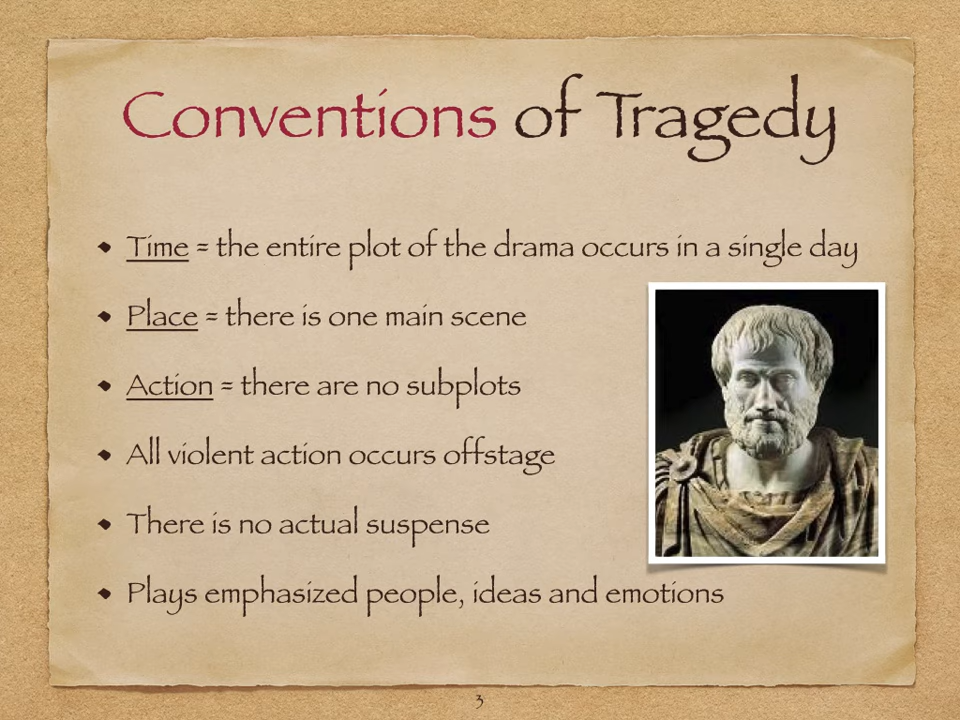 Conventions of Tragedy
Time = the entire plot of the drama occurs in a single day
Place = there is one main scene
Action = there are no subplots
All violent action occurs offstage
There is no actual suspense
Plays emphasized people, ideas and emotions
3